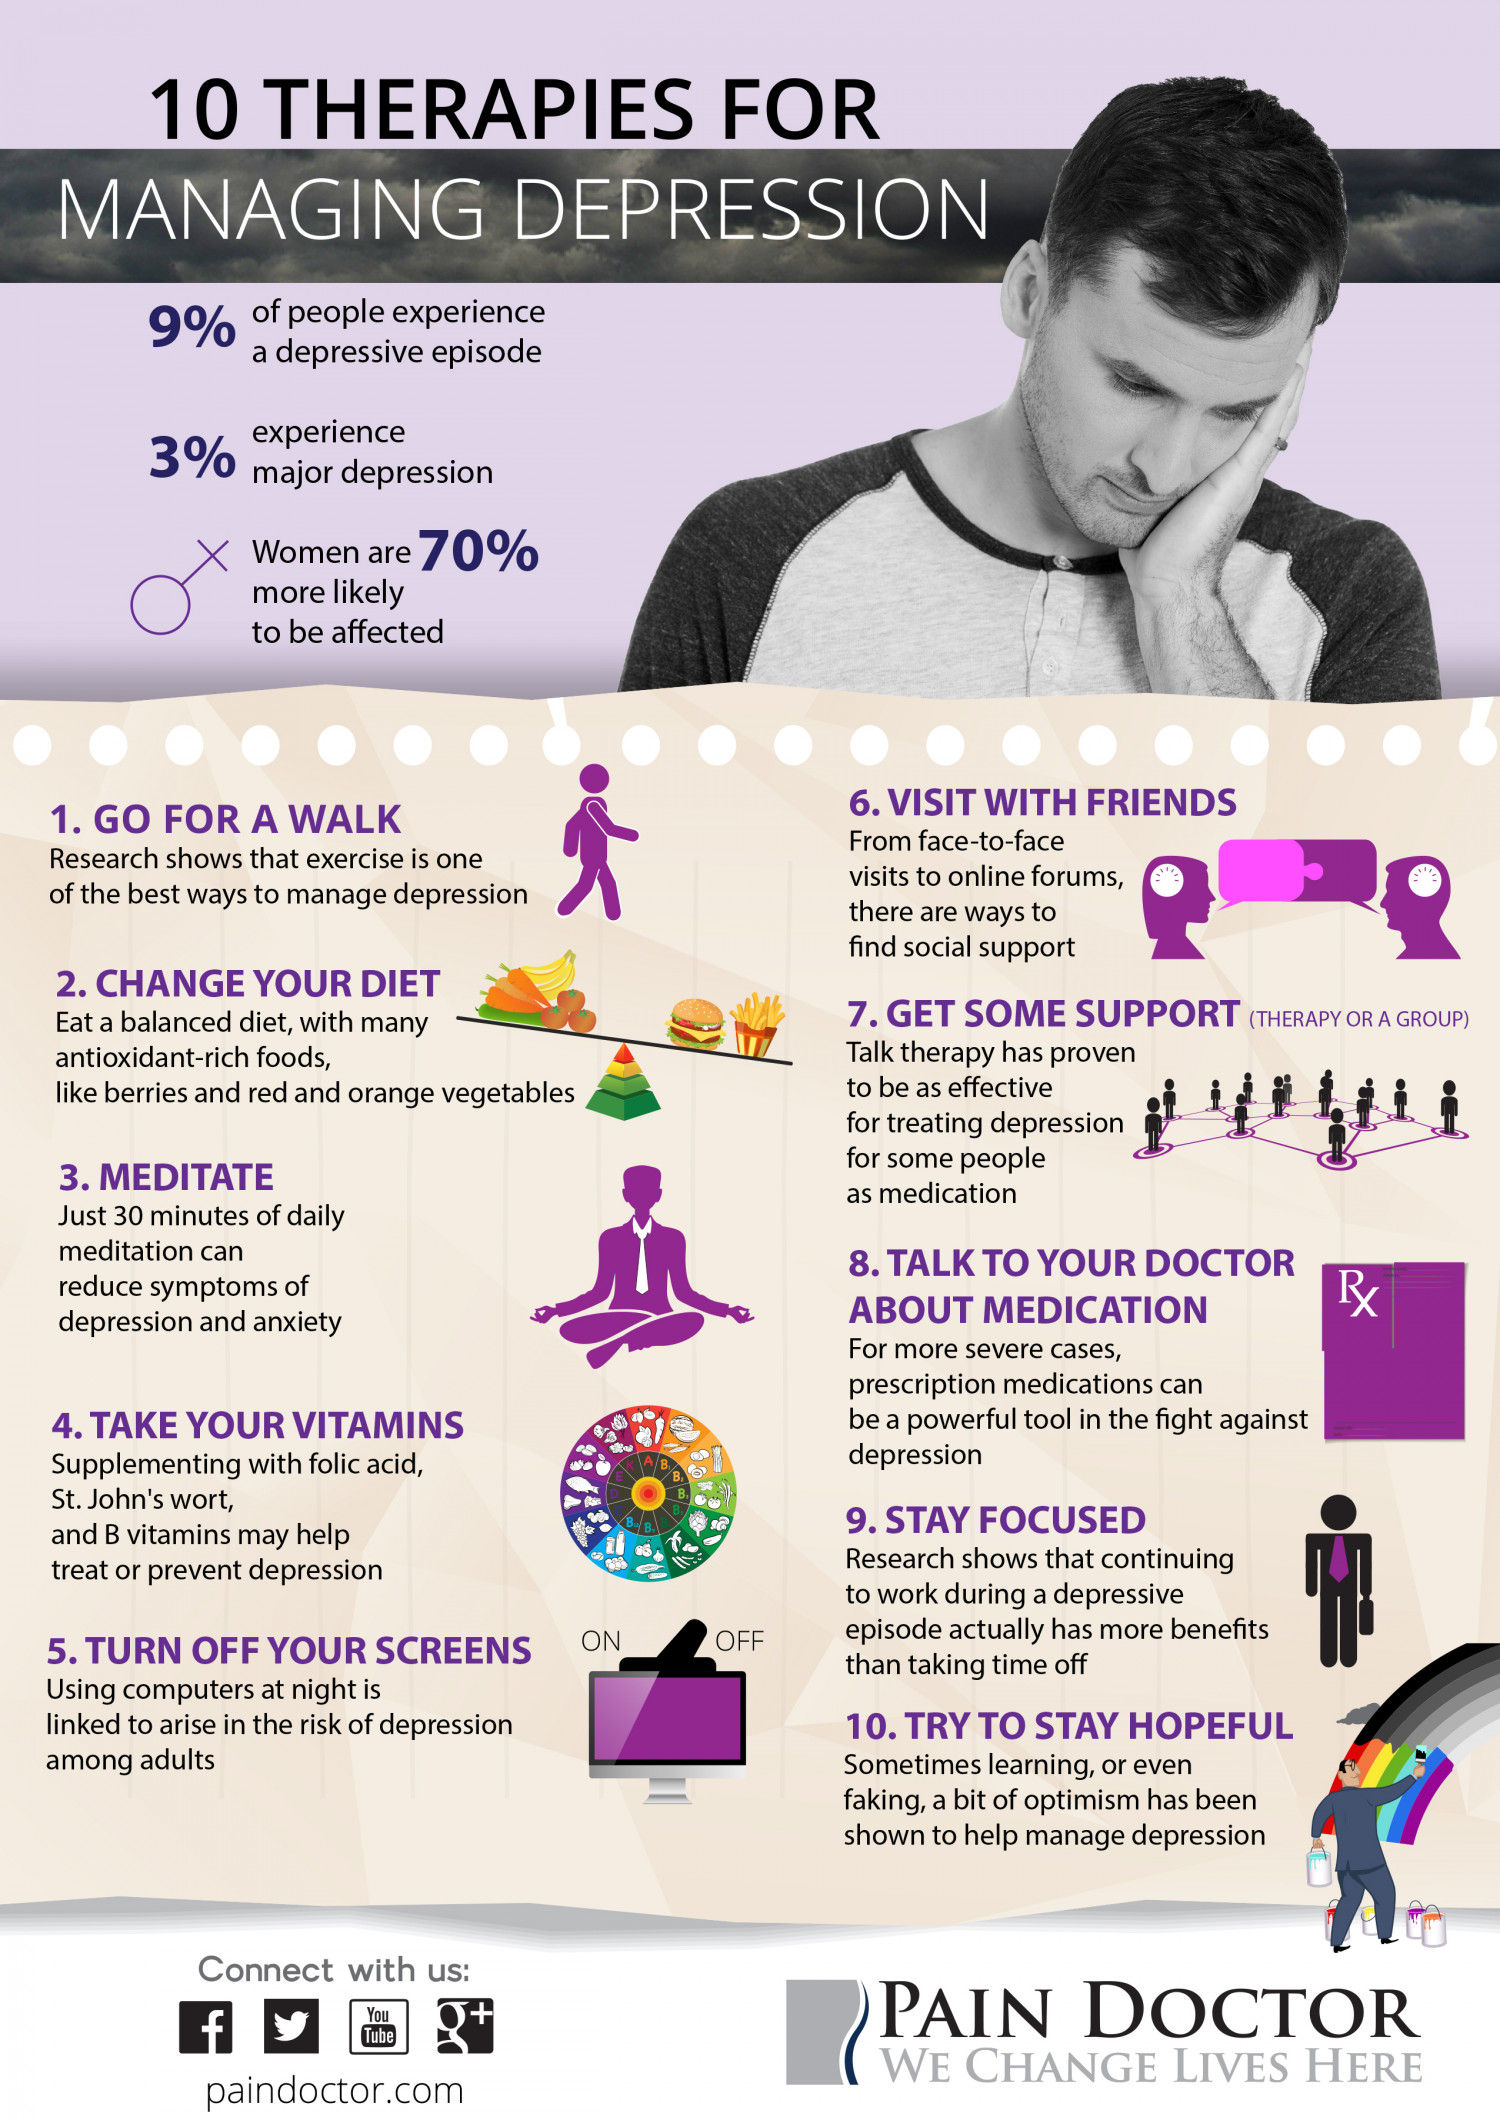 10 THERAPIES FOR
MANAGING DEPRESSION
9% of people experience
a depressive episode
3% experience
major depression
Women are 70%
more likely
to be affected
1. GO FOR A WALK
Research shows that exercise is one
of the best ways to manage depression
2. CHANGE YOUR DIET
Eat a balanced diet, with many
antioxidant-rich foods,
like berries and red and orange vegetables
3. MEDITATE
Just 30 minutes of daily
meditation can
reduce symptoms of
depression and anxiety
4. TAKE YOUR VITAMINS
Supplementing with folic acid,
St. John's wort,
and B vitamins may help
treat or prevent depression
5. TURN OFF YOUR SCREENS
Using computers at night is
linked to arise in the risk of depression
among adults
ON OFF
6. VISIT WITH FRIENDS
From face-to-face
visits to online forums,
there are ways to
find social support
7. GET SOME SUPPORT (THERAPY OR A GROUP)
Talk therapy has proven
to be as effective
for treating depression
for some people
as medication
8. TALK TO YOUR DOCTOR
ABOUT MEDICATION
For more severe cases,
prescription medications can
be a powerful tool in the fight against
depression
Rx
9. STAY FOCUSED
Research shows that continuing
to work during a depressive
episode actually has more benefits
than taking time off
10. TRY TO STAY HOPEFUL
Sometimes learning, or even
faking, a bit of optimism has been
shown to help manage depression
Connect with us:
f
You
Tube
g+
paindoctor.com
PAIN DOCTOR
WE CHANGE LIVES HERE